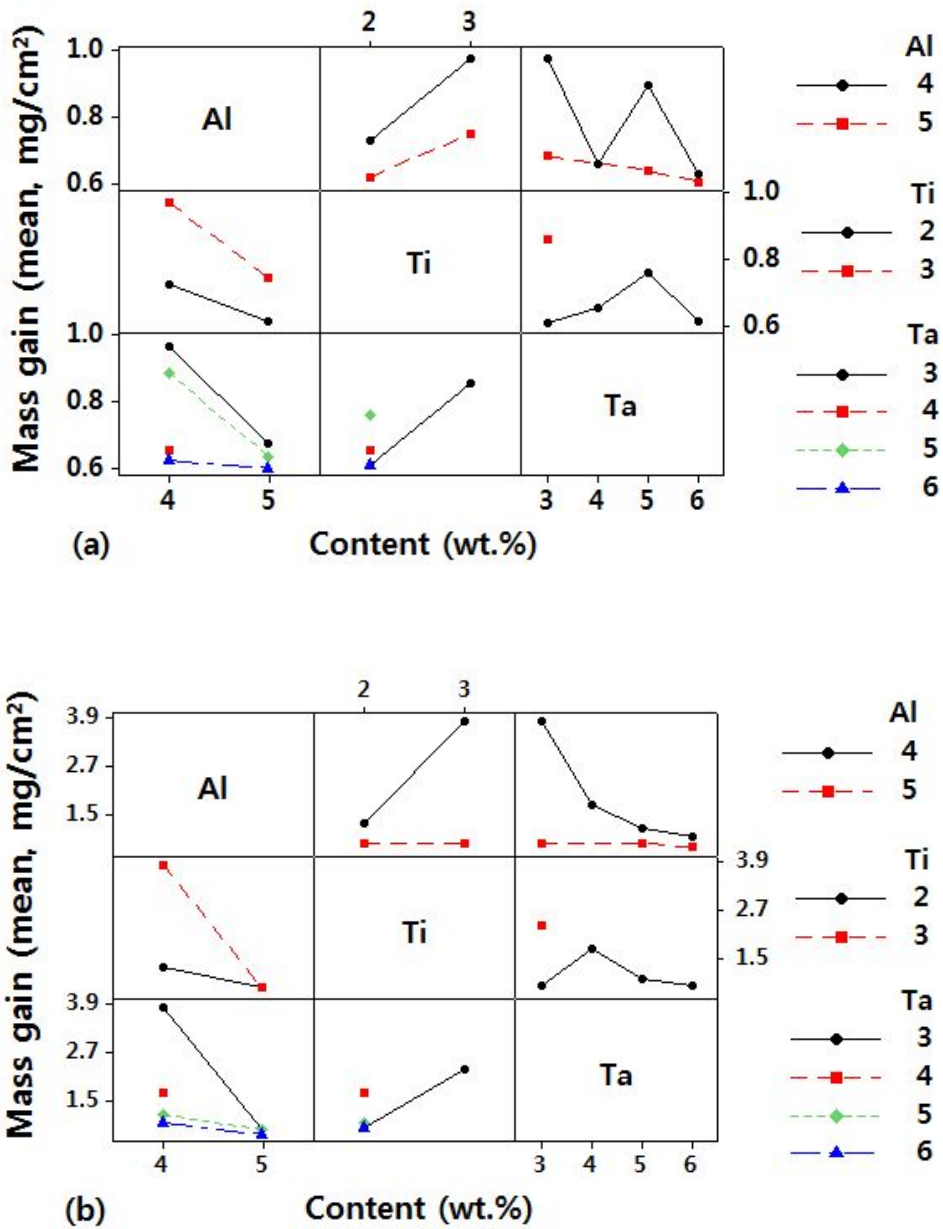 2 3
Al
1.0
4
Al
0.8
5
0.6
1.0
Ti
Ti
2
0.8
3
0.6
1.0
Ta
3
0.8
Ta
4
5
0.6
6
4 5 3 4 5 6
Mass gain (mean, mg/cm²)
(a) Content (wt.%)
2 3
3.9
Al
4
2.7
Al
5
1.5
3.9
Ti
2
2.7
Ti
3
1.5
3.9
Ta
3
2.7
Ta
4
1.5
5
6
4 5 3 4 5 6
Mass gain (mean, mg/cm²)
(b) Content (wt.%)